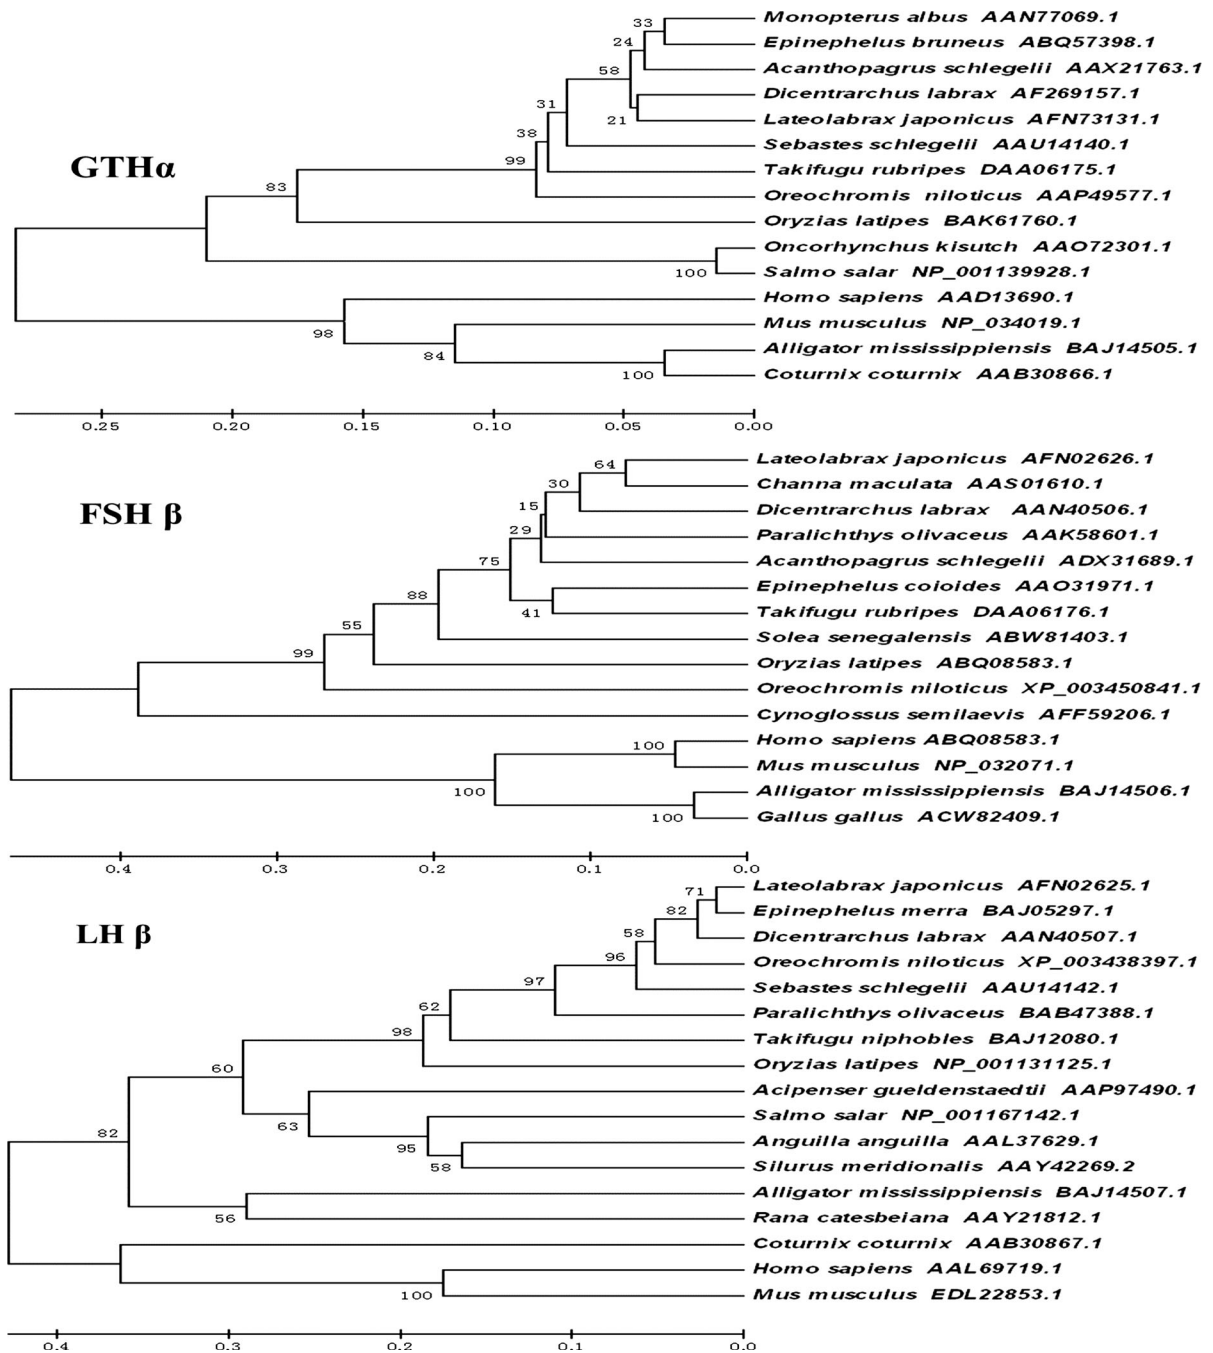 Monopterus albus AAN77069.1
33
Epinephelus bruneus ABQ57398.1
24
Acanthopagrus schlegelii AAX21763.1
58
Dicentrarchus labrax AF269157.1
21
Lateolabrax japonicus AFN73131.1
31
Sebastes schlegelii AAU14140.1
38
GTHα
99
Takifugu rubripes DAA06175.1
83
Oreochromis niloticus AAP49577.1
Oryzias latipes BAK61760.1
Oncorhynchus kisutch AAO72301.1
100
Salmo salar NP_001139928.1
Homo sapiens AAD13690.1
98
Mus musculus NP_034019.1
84
Alligator mississippiensis BAJ14505.1
100
Coturnix coturnix AAB30866.1
0.25 0.20 0.15 0.10 0.05 0.00
Lateolabrax japonicus AFN02626.1
64
Channa maculata AAS01610.1
30
Dicentrarchus labrax AAN40506.1
15
FSH β
29
Paralichthys olivaceus AAK58601.1
75
Acanthopagrus schlegelii ADX31689.1
Epinephelus coioides AAO31971.1
88
41
Takifugu rubripes DAA06176.1
55
Solea senegalensis ABW81403.1
99
Oryzias latipes ABQ08583.1
Oreochromis niloticus XP_003450841.1
Cynoglossus semilaevis AFF59206.1
Homo sapiens ABQ08583.1
100
Mus musculus NP_032071.1
100
Alligator mississippiensis BAJ14506.1
100
Gallus gallus ACW82409.1
0.4 0.3 0.2 0.1 0.0
Lateolabrax japonicus AFN02625.1
71
Epinephelus merra BAJ05297.1
82
LH β
58
Dicentrarchus labrax AAN40507.1
96
Oreochromis niloticus XP_003438397.1
97
Sebastes schlegelii AAU14142.1
62
Paralichthys olivaceus BAB47388.1
98
Takifugu niphobles BAJ12080.1
60
Oryzias latipes NP_001131125.1
Acipenser gueldenstaedtii AAP97490.1
63
Salmo salar NP_001167142.1
82
95
Anguilla anguilla AAL37629.1
58
Silurus meridionalis AAY42269.2
Alligator mississippiensis BAJ14507.1
56
Rana catesbeiana AAY21812.1
Coturnix coturnix AAB30867.1
Homo sapiens AAL69719.1
100
Mus musculus EDL22853.1
0.4 0.3 0.2 0.1 0.0